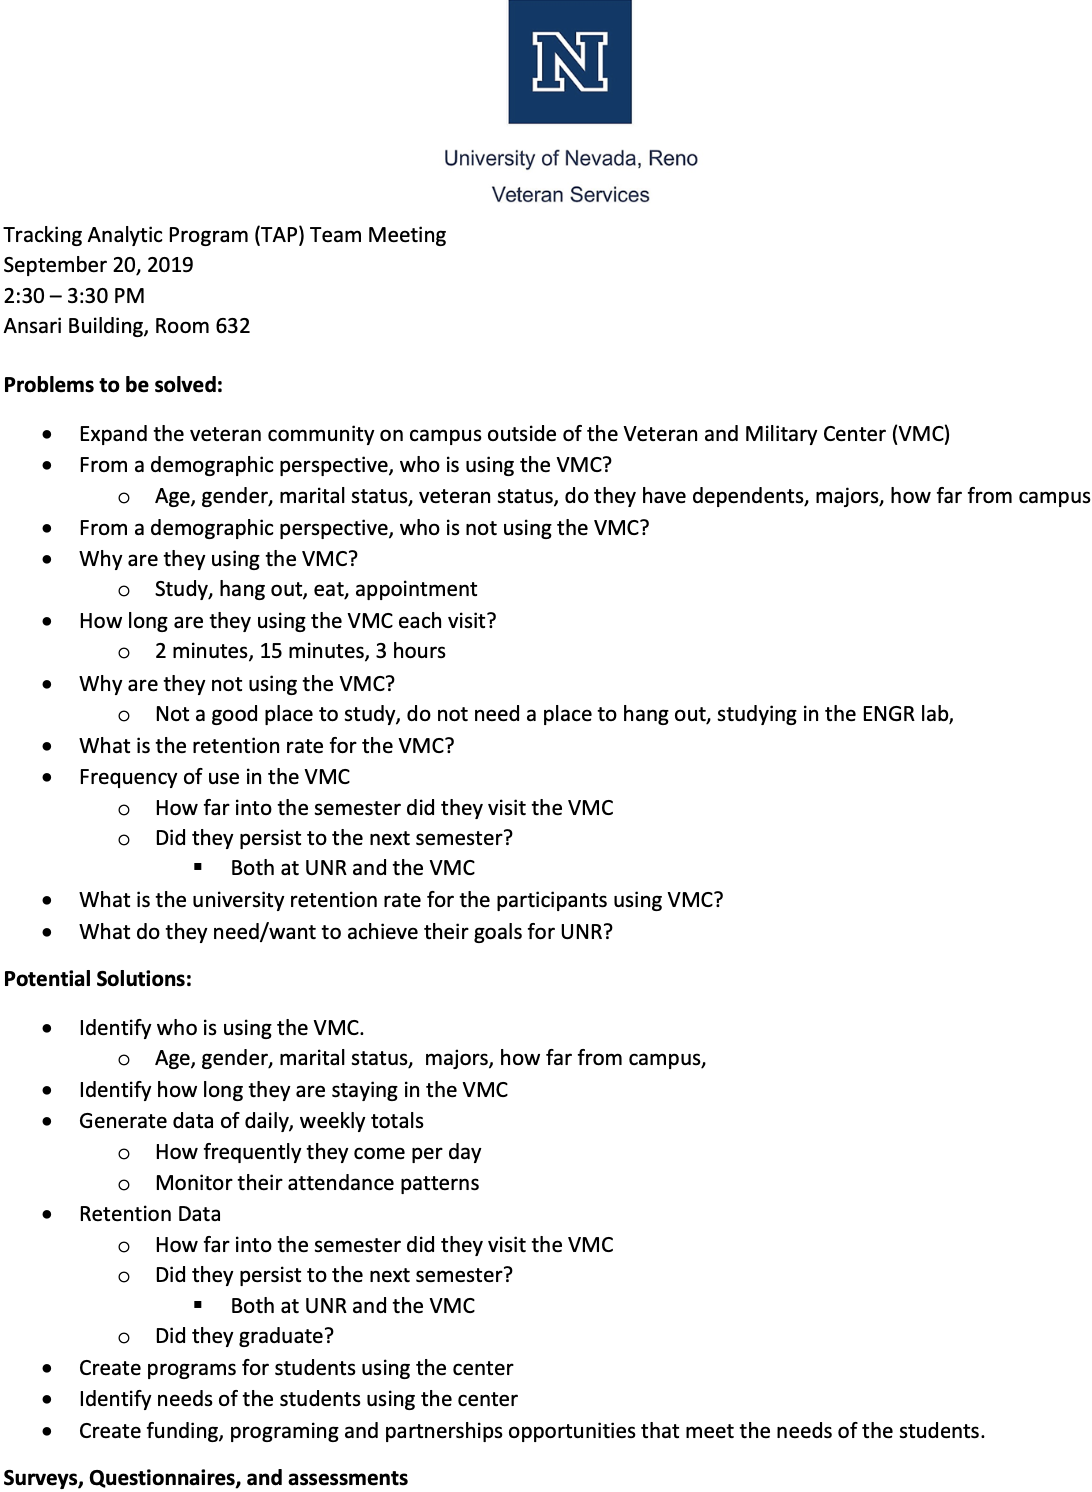 N
University of Nevada, Reno
Veteran Services
Tracking Analytic Program (TAP) Team Meeting
September 20, 2019
2:30 – 3:30 PM
Ansari Building, Room 632
Problems to be solved:
• Expand the veteran community on campus outside of the Veteran and Military Center (VMC)
• From a demographic perspective, who is using the VMC?
o Age, gender, marital status, veteran status, do they have dependents, majors, how far from campus
• From a demographic perspective, who is not using the VMC?
• Why are they using the VMC?
o Study, hang out, eat, appointment
• How long are they using the VMC each visit?
o 2 minutes, 15 minutes, 3 hours
• Why are they not using the VMC?
o Not a good place to study, do not need a place to hang out, studying in the ENGR lab,
• What is the retention rate for the VMC?
• Frequency of use in the VMC
o How far into the semester did they visit the VMC
o Did they persist to the next semester?
▪ Both at UNR and the VMC
• What is the university retention rate for the participants using VMC?
• What do they need/want to achieve their goals for UNR?
Potential Solutions:
• Identify who is using the VMC.
o Age, gender, marital status,  majors, how far from campus,
• Identify how long they are staying in the VMC
• Generate data of daily, weekly totals
o How frequently they come per day
o Monitor their attendance patterns
• Retention Data
o How far into the semester did they visit the VMC
o Did they persist to the next semester?
▪ Both at UNR and the VMC
o Did they graduate?
• Create programs for students using the center
• Identify needs of the students using the center
• Create funding, programing and partnerships opportunities that meet the needs of the students.
Surveys, Questionnaires, and assessments